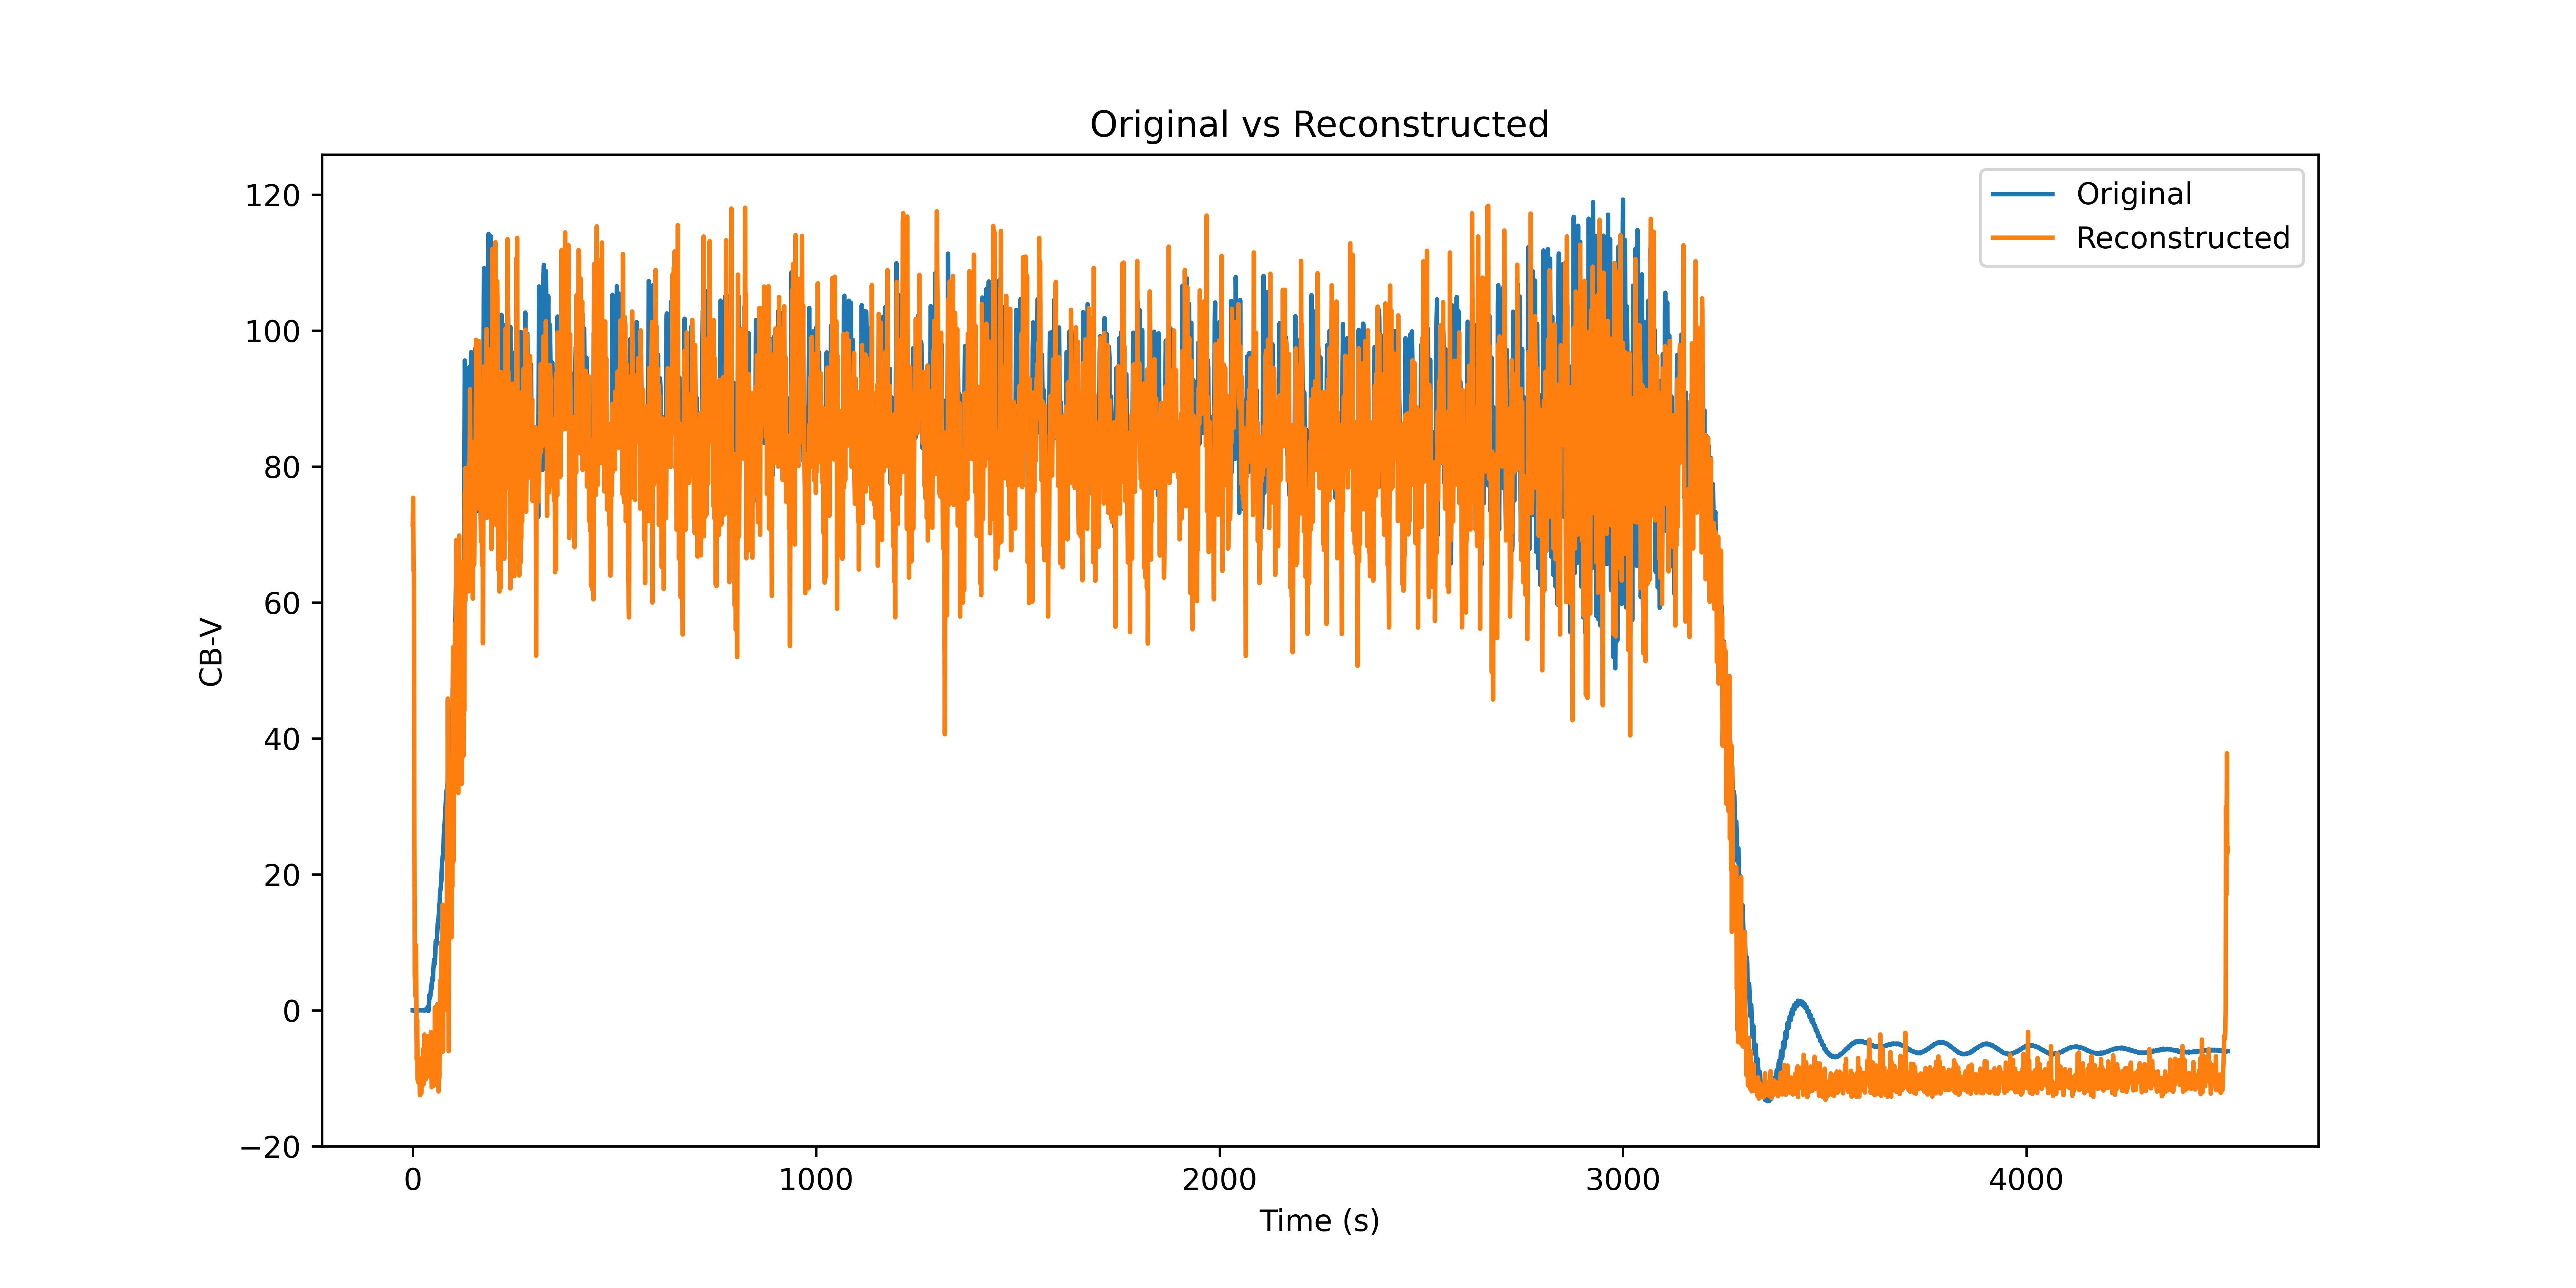 Original vs Reconstructed
Original
Reconstructed
120
100
80
60
40
20
0
−20
CB-V
0 1000 2000 3000 4000
Time (s)